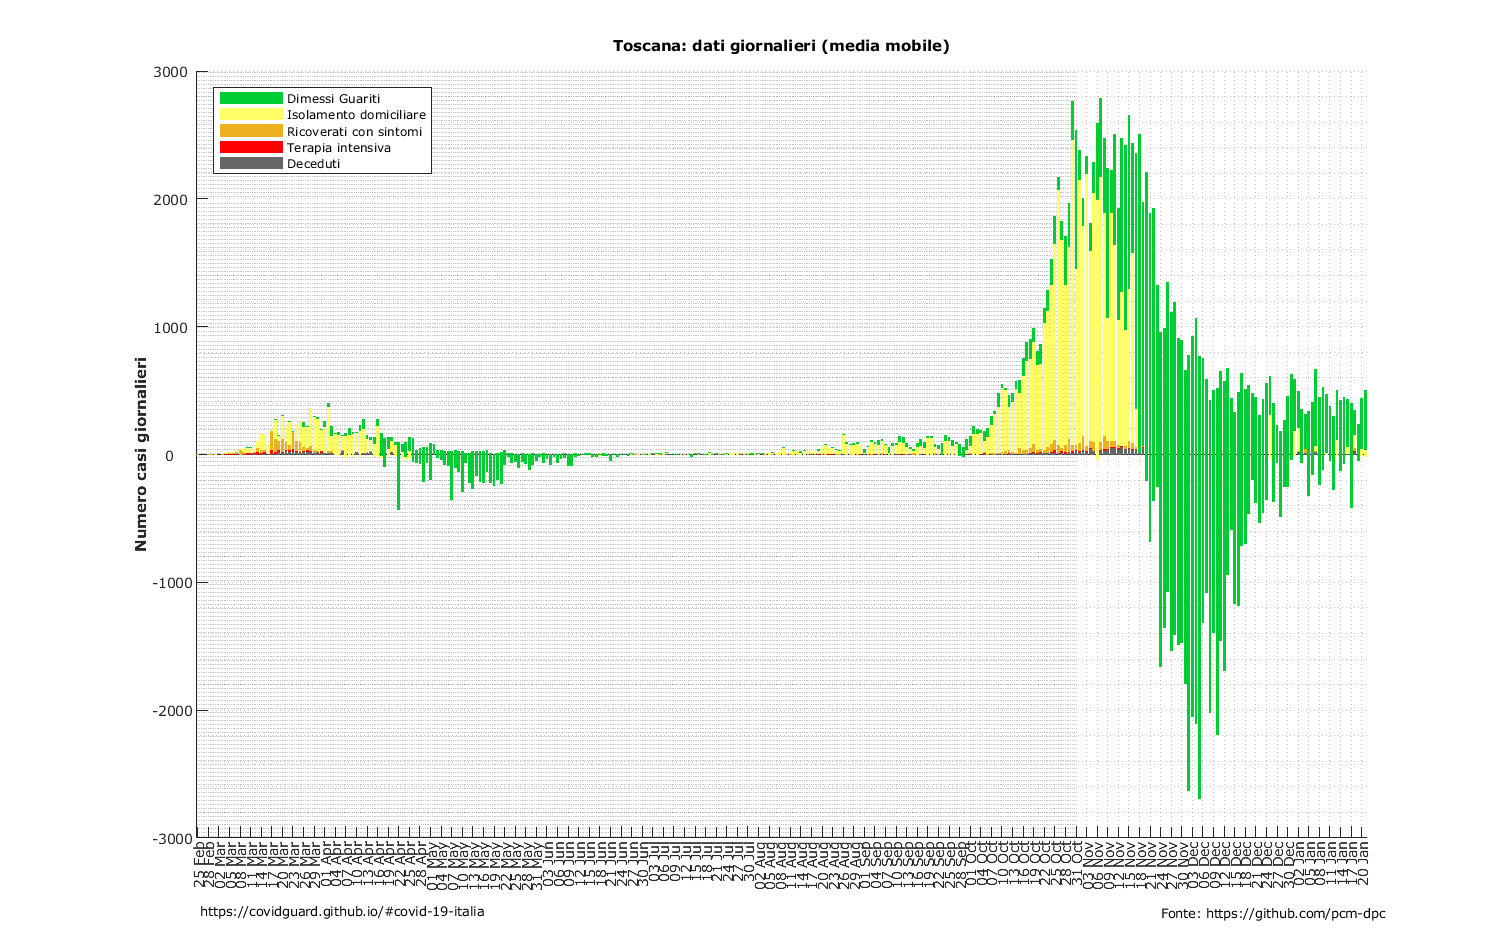 Toscana: dati giornalieri (media mobile)
3000
2000
1000
0
-1000
-2000
-3000
Numero casi giornalieri
Dimessi Guariti
Isolamento domiciliare
Ricoverati con sintomi
Terapia intensiva
Deceduti
25 Feb
28 Feb
02 Mar
05 Mar
08 Mar
11 Mar
14 Mar
17 Mar
20 Mar
23 Mar
26 Mar
29 Mar
01 Apr
04 Apr
07 Apr
10 Apr
13 Apr
16 Apr
19 Apr
22 Apr
25 Apr
28 Apr
01 May
04 May
07 May
10 May
13 May
16 May
19 May
22 May
25 May
28 May
31 May
03 Jun
06 Jun
09 Jun
12 Jun
15 Jun
18 Jun
21 Jun
24 Jun
27 Jun
30 Jun
03 Jul
06 Jul
09 Jul
12 Jul
15 Jul
18 Jul
21 Jul
24 Jul
27 Jul
30 Jul
02 Aug
05 Aug
08 Aug
11 Aug
14 Aug
17 Aug
20 Aug
23 Aug
26 Aug
29 Aug
01 Sep
04 Sep
07 Sep
10 Sep
13 Sep
16 Sep
19 Sep
22 Sep
25 Sep
28 Sep
01 Oct
04 Oct
07 Oct
10 Oct
13 Oct
16 Oct
19 Oct
22 Oct
25 Oct
28 Oct
31 Oct
03 Nov
06 Nov
09 Nov
12 Nov
15 Nov
18 Nov
21 Nov
24 Nov
27 Nov
30 Nov
03 Dec
06 Dec
09 Dec
12 Dec
15 Dec
18 Dec
21 Dec
24 Dec
27 Dec
30 Dec
02 Jan
05 Jan
08 Jan
11 Jan
14 Jan
17 Jan
20 Jan
https://covidguard.github.io/#covid-19-italia
Fonte: https://github.com/pcm-dpc